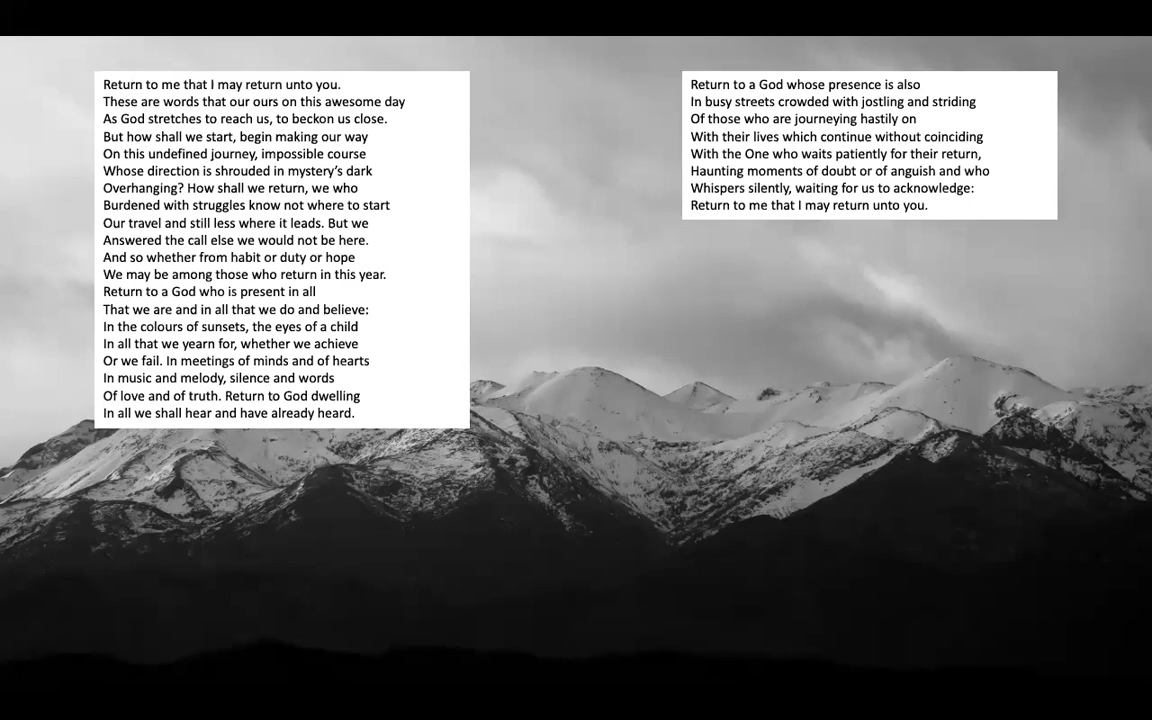 Return to me that I may return unto you.
These are words that our ours on this awesome day
As God stretches to reach us, to beckon us close.
But how shall we start, begin making our way
On this undefined journey, impossible course
Whose direction is shrouded in mystery’s dark
Overhanging? How shall we return, we who
Burdened with struggles know not where to start
Our travel and still less where it leads. But we
Answered the call else we would not be here.
And so whether from habit or duty or hope
We may be among those who return in this year.
Return to a God who is present in all
That we are and in all that we do and believe:
In the colours of sunsets, the eyes of a child
In all that we yearn for, whether we achieve
Or we fail. In meetings of minds and of hearts
In music and melody, silence and words
Of love and of truth. Return to God dwelling
In all we shall hear and have already heard.
Return to a God whose presence is also
In busy streets crowded with jostling and striding
Of those who are journeying hastily on
With their lives which continue without coinciding
With the One who waits patiently for their return,
Haunting moments of doubt or of anguish and who
Whispers silently, waiting for us to acknowledge:
Return to me that I may return unto you.